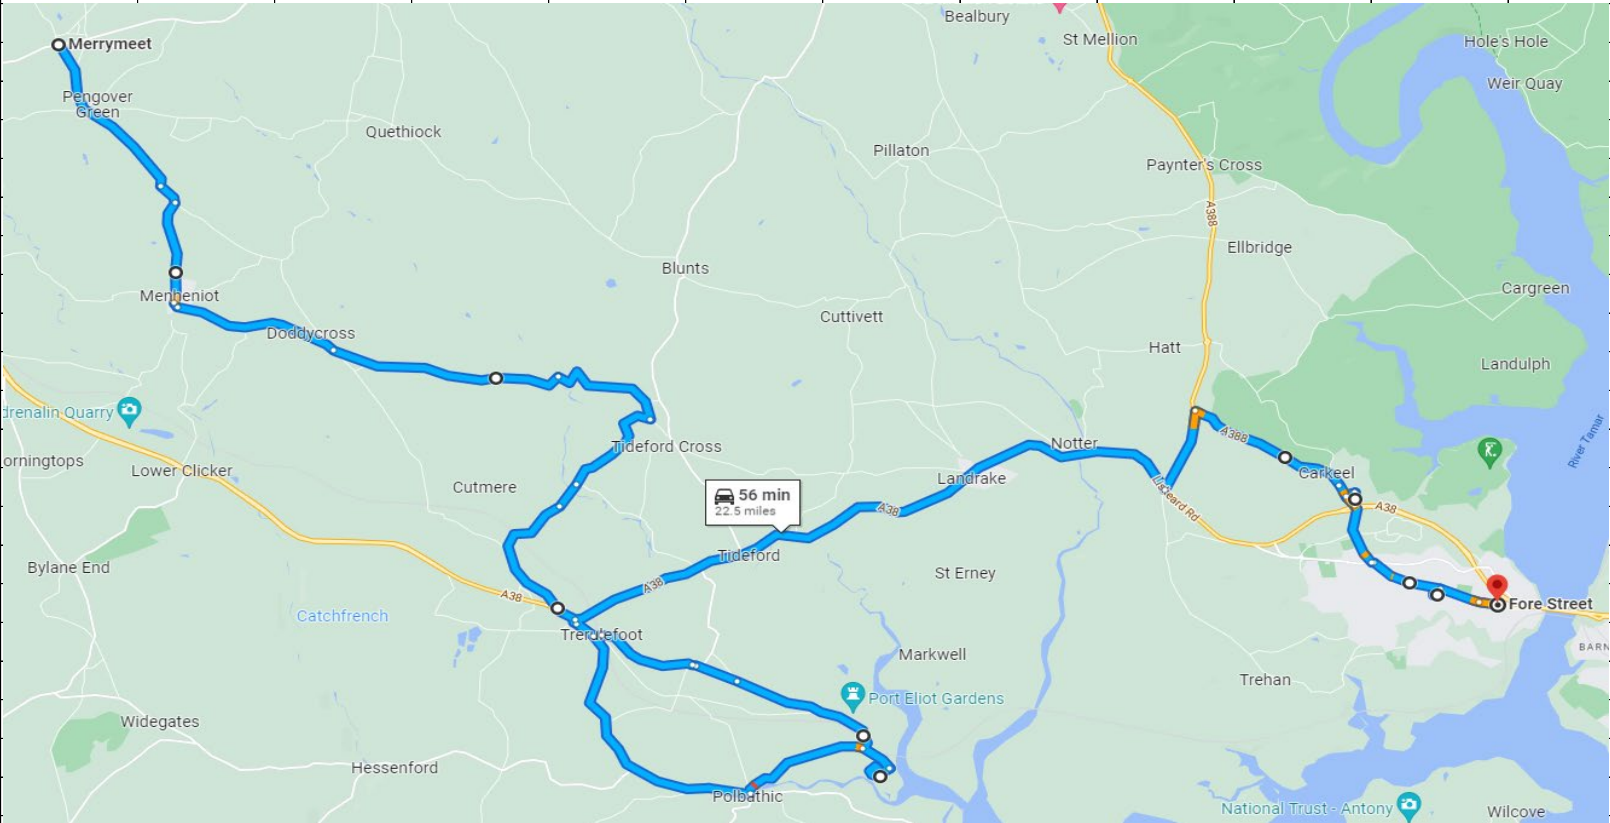 Bealbury
St Mellion
Hole's Hole
Merrymeet
Weir Quay
Pengover
Green
Quethiock
Pillaton
Paynter's Cross
A388
Ellbridge
Blunts
Cargreen
Menheniot
Cuttivett
Doddycross
Hatt
Landulph
drenalin Quarry
A388
River Tamar
Tideford Cross
Notter
orningtops
Lower Clicker
Carkeel
Cutmere
Landrake
56 min
22.5 miles
Liskeard Rd
A38
A38
Tideford
Bylane End
St Erney
A38
A38
Fore Street
Catchfrench
Trerulefoot
BARN
Markwell
Trehan
Port Eliot Gardens
Widegates
Hessenford
Polbathic
National Trust - Antony
Wilcove